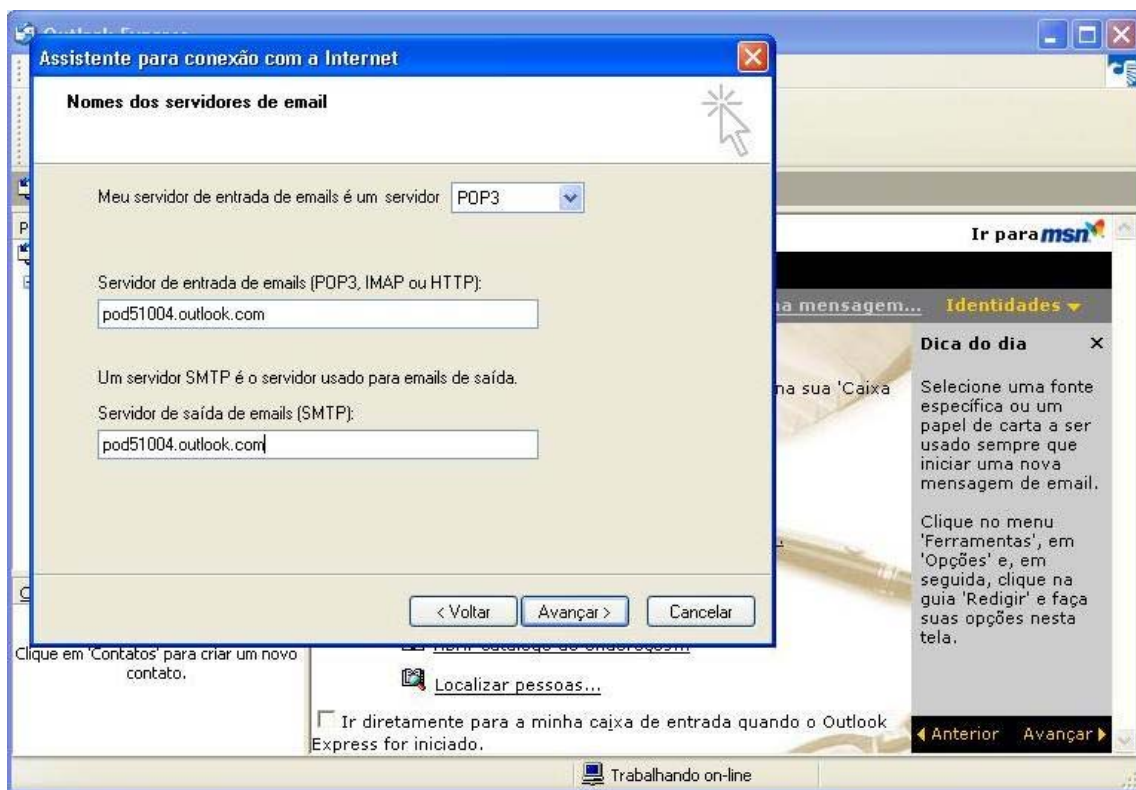 Outlook Express
Assistente para conexão com a Internet
Nomes dos servidores de email
Meu servidor de entrada de emails é um servidor POP3
Servidor de entrada de emails (POP3, IMAP ou HTTP):
pod51004.outlook.com
Um servidor SMTP é o servidor usado para emails de saída.
Servidor de saída de emails (SMTP):
pod51004.outlook.com
< Voltar Avançar > Cancelar
P
Ir para msn
mensagem... Identidades
na sua 'Caixa
Dica do dia X
Selecione uma fonte
específica ou um
papel de carta a ser
usado sempre que
iniciar uma nova
mensagem de email.
Clique no menu
'Ferramentas', em
'Opções' e, em
seguida, clique na
guia 'Redigir' e faça
suas opções nesta
tela.
Anterior Avançar
C
Clique em 'Contatos' para criar um novo
contato.
Localizar pessoas...
Ir diretamente para a minha caixa de entrada quando o Outlook
Express for iniciado.
Trabalhando on-line